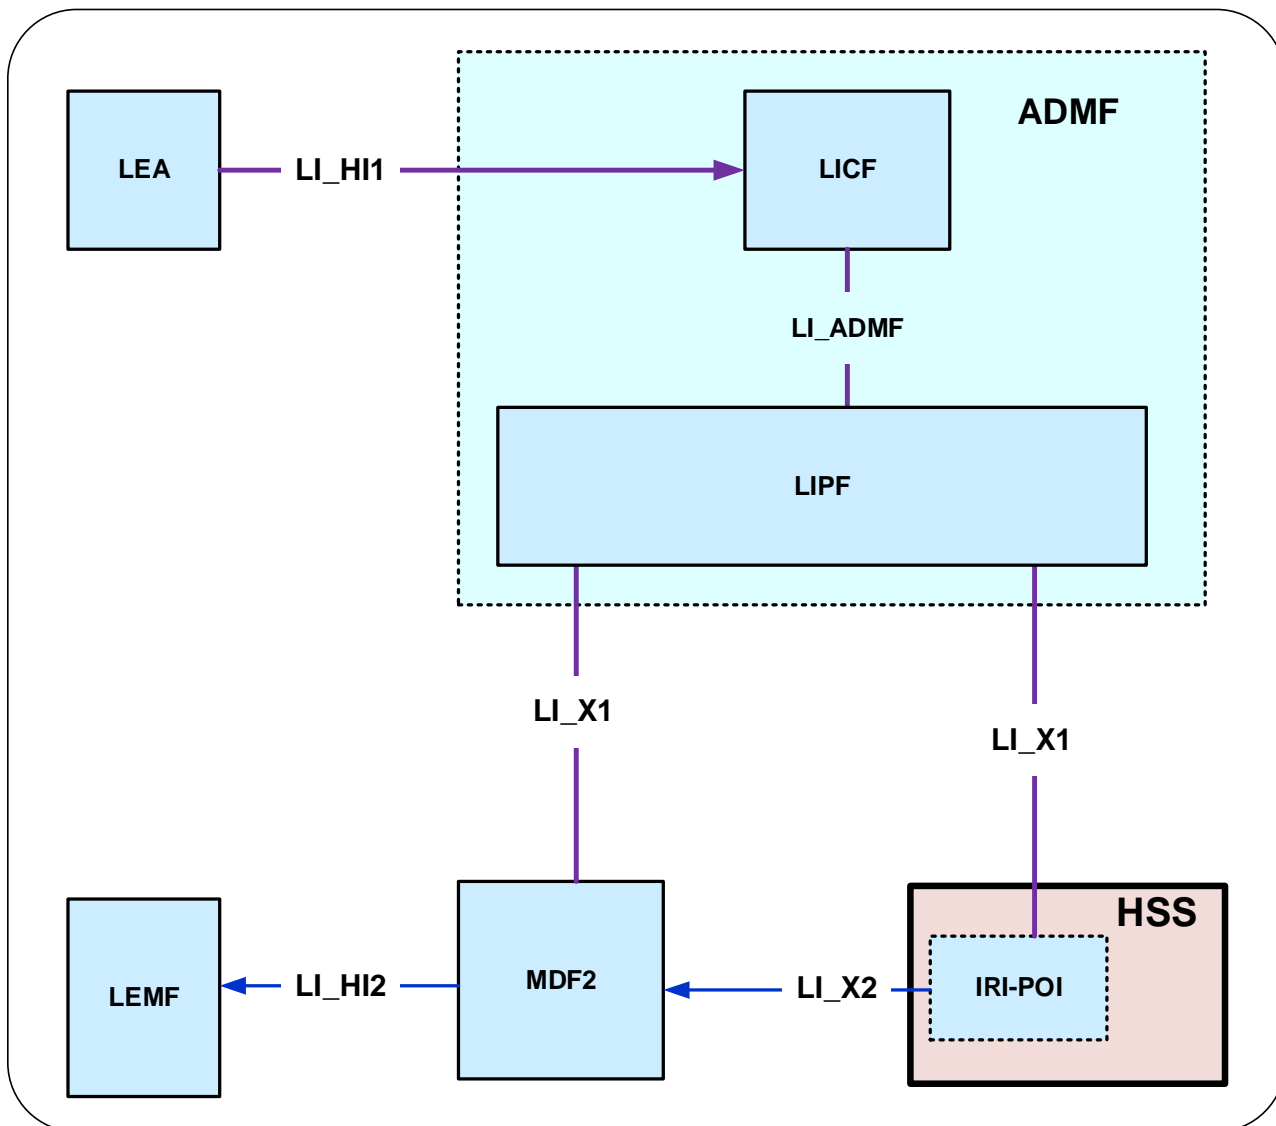 ADMF
LEA
LI_HI1
LICF
LI_ADMF
LIPF
LI_X1
LI_X1
HSS
LEMF
LI_HI2
MDF2
LI_X2
IRI-POI